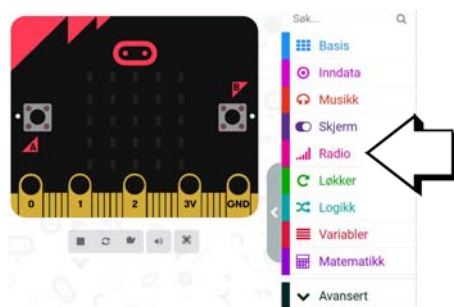 Søk...
Basis
Inndata
Musikk
Skjerm
Radio
Løkker
Logikk
Variabler
Matematikk
Avansert
A
B
0 1 2 3V GND